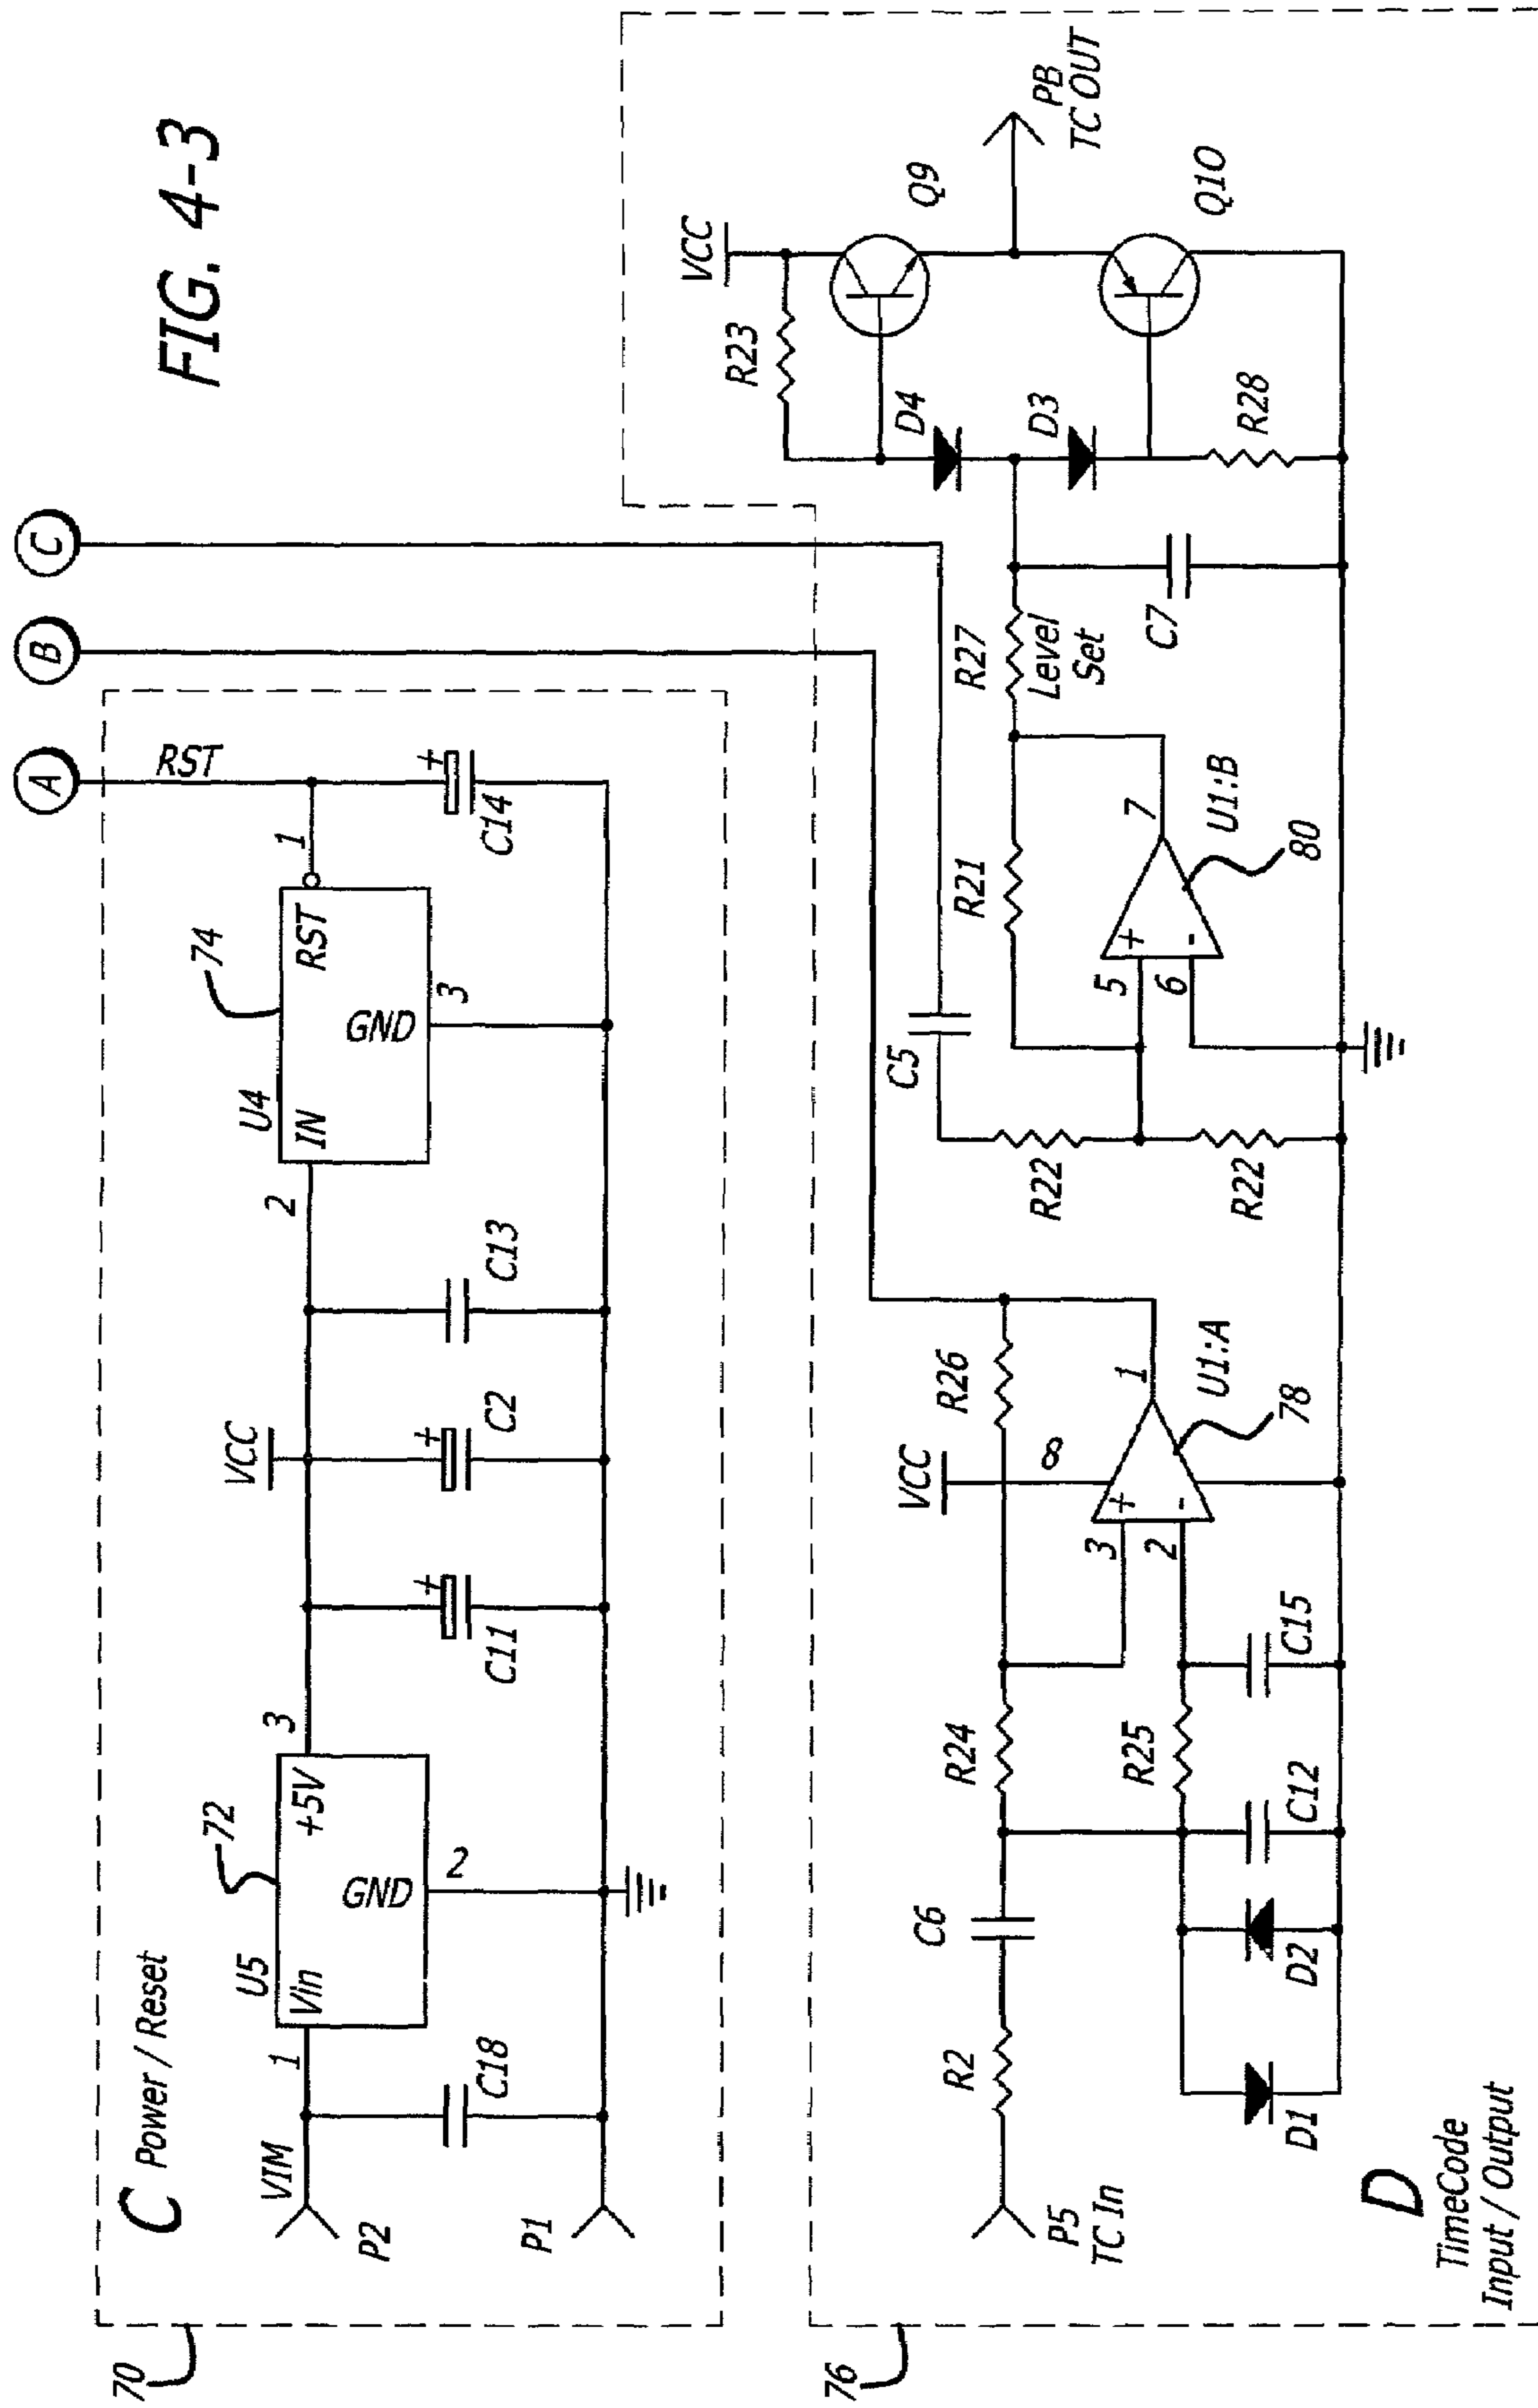 FIG. 4-3
A
B
C
70
C Power / Reset
RST
VIM
P2
P1
1
C18
U5
72
Vin
+5V
GND
2
3
C11
VCC
C2
C13
2
U4
74
IN
RST
GND
3
1
C14
76
D
TimeCode
Input / Output
P5
TC In
R2
C6
D1
D2
C12
R24
R25
C15
3
2
+
-
VCC
8
R26
1
U1:A
78
C5
R22
R22
R21
5
6
+
-
7
U1:B
80
R27
Level
Set
C7
D4
D3
R23
R28
VCC
Q9
Q10
PB
TC OUT